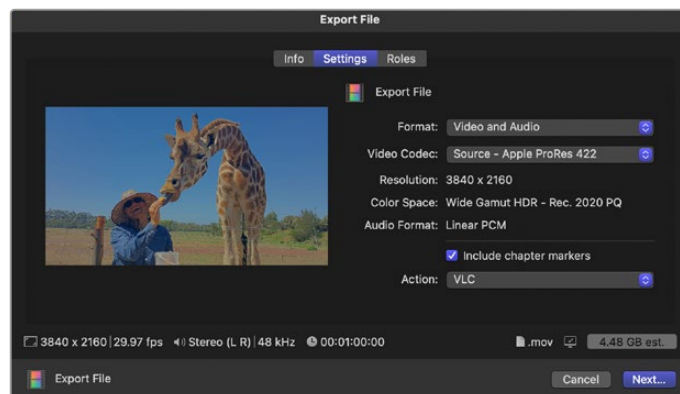 Export File
Info Settings Roles
Export File
Format: Video and Audio
Video Codec: Source - Apple ProRes 422
Resolution: 3840 x 2160
Color Space: Wide Gamut HDR - Rec. 2020 PQ
Audio Format: Linear PCM
Include chapter markers
Action: VLC
3840 x 2160 | 29.97 fps Stereo (L R) | 48 kHz 00:01:00:00 .mov 4.48 GB est.
Export File Cancel Next...